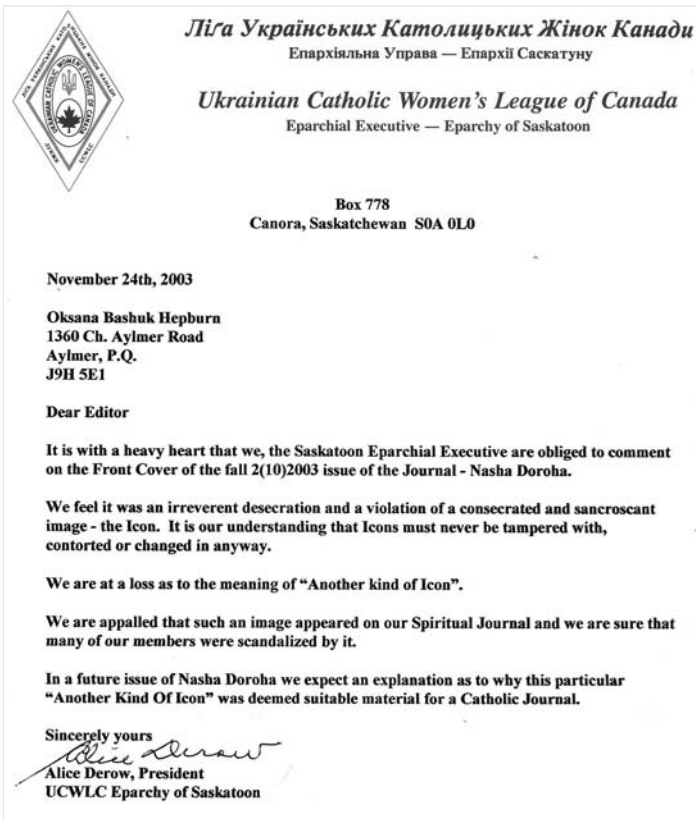 Ліґа Українських Католицьких Жінок Канади
Епархіяльна Управа — Епархії Саскатуну
Ukrainian Catholic Women's League of Canada
Eparchial Executive — Eparchy of Saskatoon
UKRAINIAN CATHOLIC WOMEN'S LEAGUE OF CANADA
Box 778
Canora, Saskatchewan S0A 0L0
November 24th, 2003
Oksana Bashuk Hepburn
1360 Ch. Aylmer Road
Aylmer, P.Q.
J9H 5E1
Dear Editor
It is with a heavy heart that we, the Saskatoon Eparchial Executive are obliged to comment
on the Front Cover of the fall 2(10)2003 issue of the Journal - Nasha Doroha.
We feel it was an irreverent desecration and a violation of a consecrated and sancroscant
image - the Icon. It is our understanding that Icons must never be tampered with,
contorted or changed in anyway.
We are at a loss as to the meaning of “Another kind of Icon”.
We are appalled that such an image appeared on our Spiritual Journal and we are sure that
many of our members were scandalized by it.
In a future issue of Nasha Doroha we expect an explanation as to why this particular
“Another Kind Of Icon” was deemed suitable material for a Catholic Journal.
Sincerely yours
Alice Derow
Alice Derow, President
UCWLC Eparchy of Saskatoon